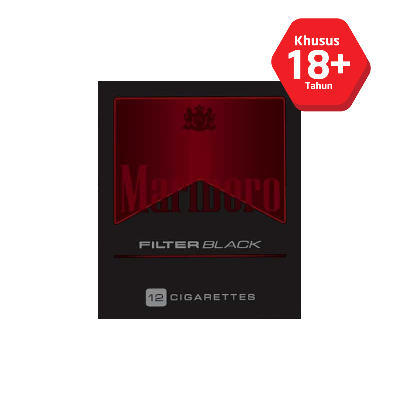 Khusus
18+
Tahun
Marlboro
FILTER BLACK
12 CIGARETTES